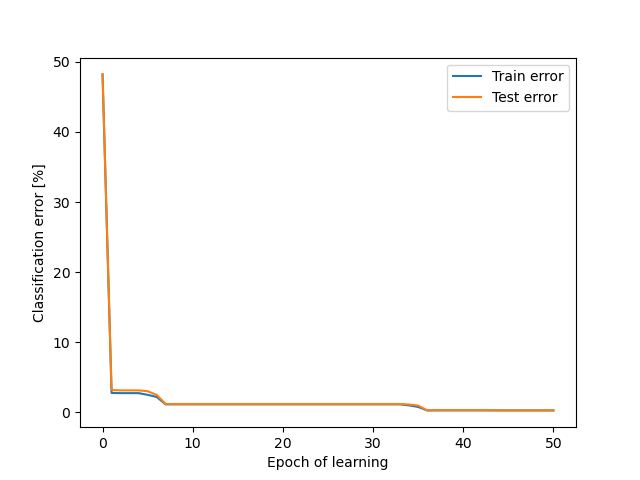 Train error
Test error
50
40
30
20
10
0
Classification error [%]
0 10 20 30 40 50
Epoch of learning